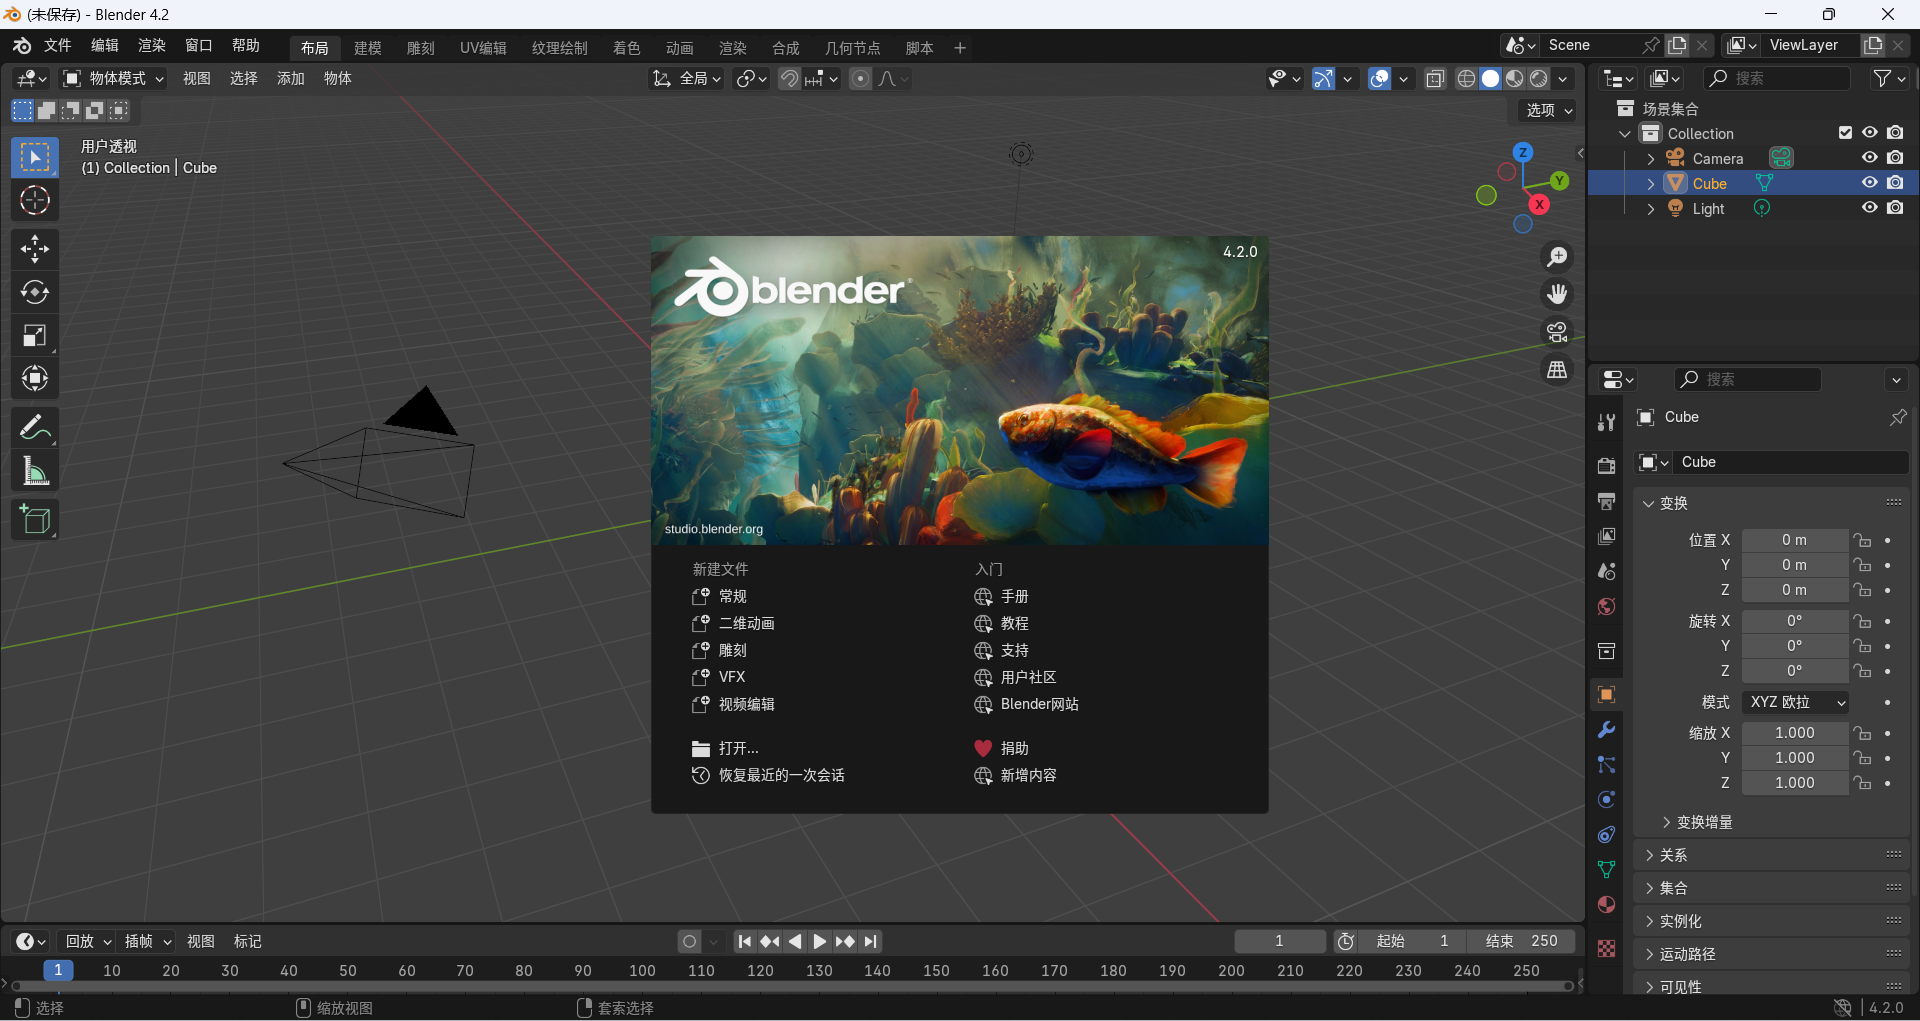 (未保存) - Blender 4.2
文件 编辑 渲染 窗口 帮助 布局 建模 雕刻 UV编辑 纹理绘制 着色 动画 渲染 合成 几何节点 脚本 + Scene ViewLayer
物体模式 视图 选择 添加 物体 全局 搜索
选项
用户透视
(1) Collection | Cube
Z
Y
X
场景集合
Collection
Camera
Cube
Light
4.2.0
blender
studio.blender.org
新建文件
常规
二维动画
雕刻
VFX
视频编辑
打开...
恢复最近的一次会话
入门
手册
教程
支持
用户社区
Blender网站
捐助
新增内容
搜索
Cube
Cube
变换
位置 X 0 m
Y 0 m
Z 0 m
旋转 X 0°
Y 0°
Z 0°
模式 XYZ 欧拉
缩放 X 1.000
Y 1.000
Z 1.000
变换增量
关系
集合
实例化
运动路径
可见性
回放 插帧 视图 标记 1 起始 1 结束 250
1 10 20 30 40 50 60 70 80 90 100 110 120 130 140 150 160 170 180 190 200 210 220 230 240 250
选择 缩放视图 套索选择 4.2.0